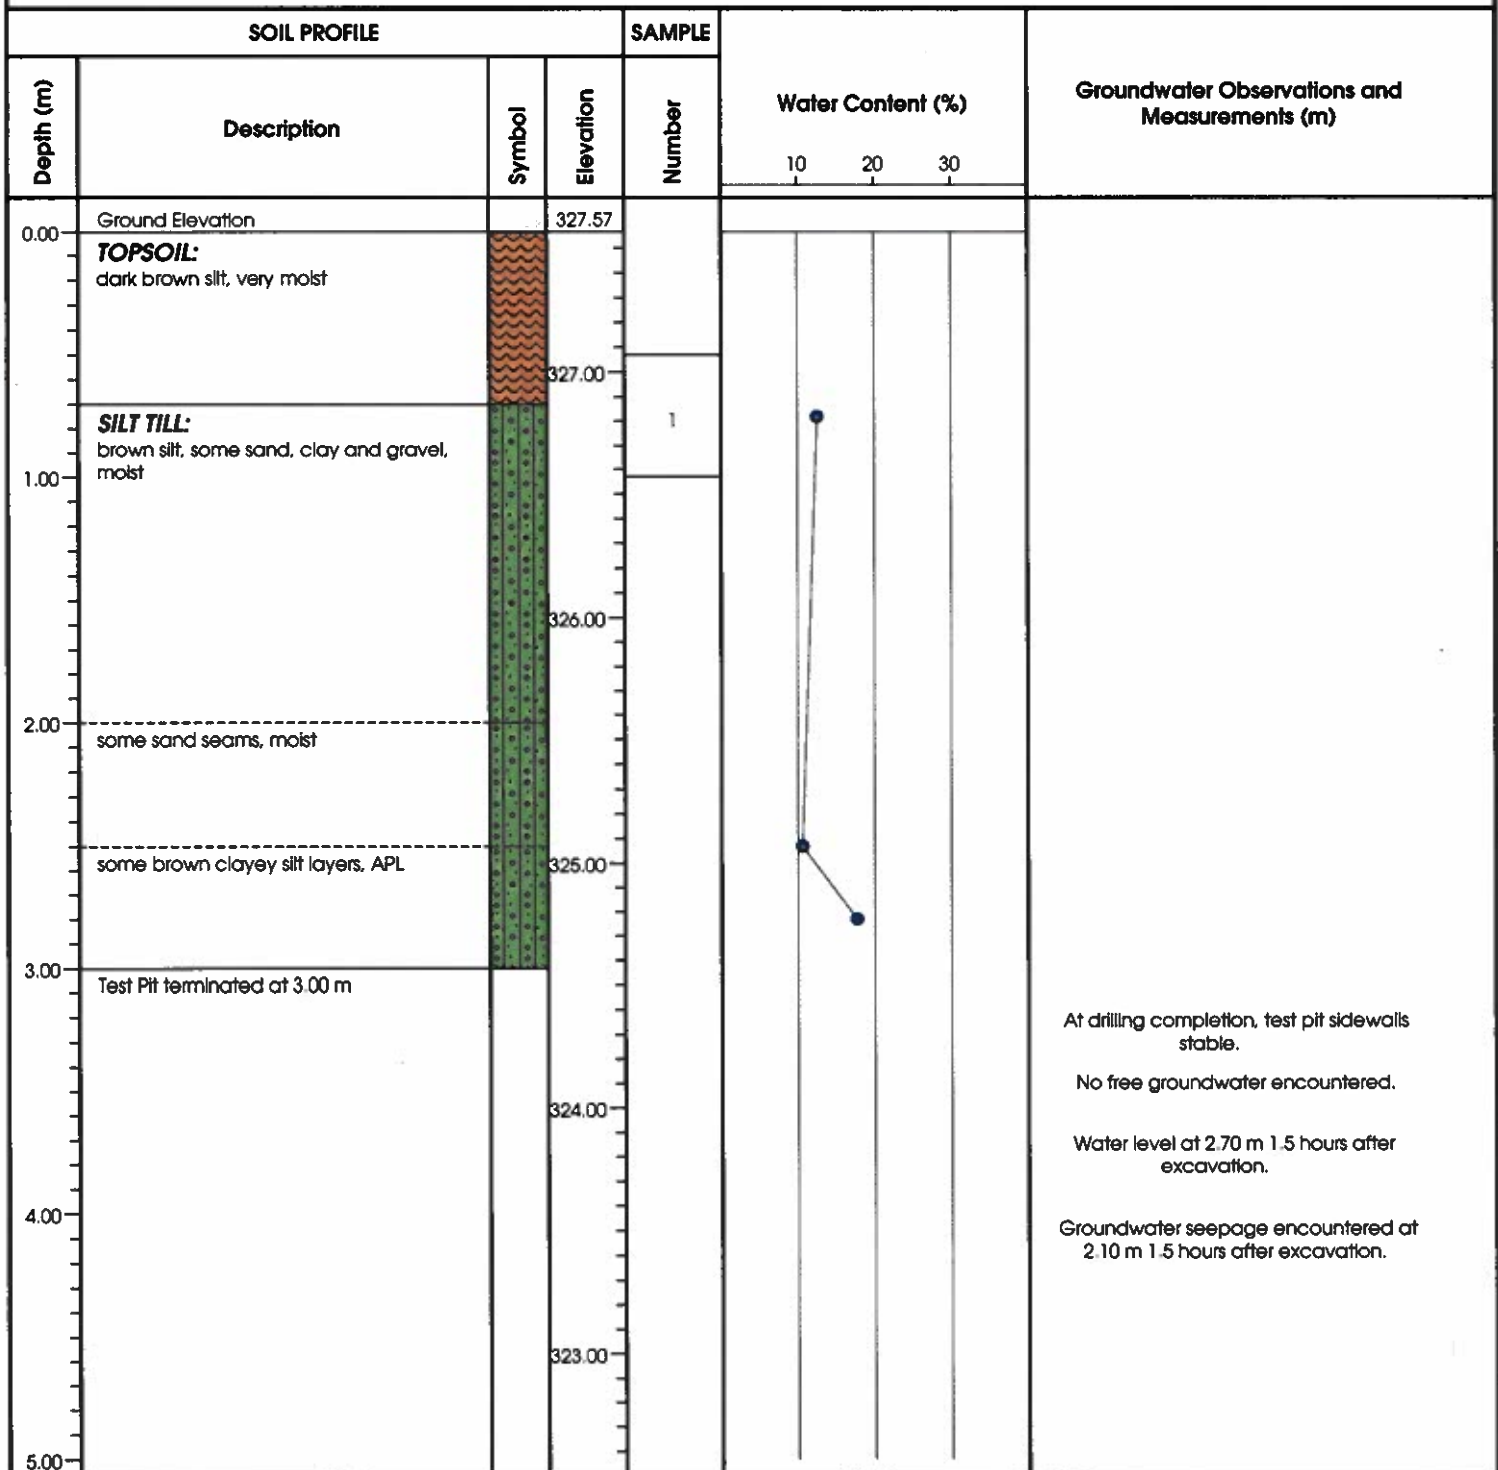 SOIL PROFILE
SAMPLE
Depth (m)
Description
Symbol
Elevation
Number
Water Content (%)
10 20 30
Groundwater Observations and
Measurements (m)
Ground Elevation
327.57
0.00
TOPSOIL:
dark brown silt, very moist
327.00
SILT TILL:
brown silt, some sand, clay and gravel,
moist
1
1.00
326.00
2.00
some sand seams, moist
some brown clayey silt layers, APL
325.00
3.00
Test Pit terminated at 3.00 m
At drilling completion, test pit sidewalls
stable.
No free groundwater encountered.
324.00
Water level at 2.70 m 1.5 hours after
excavation.
4.00
Groundwater seepage encountered at
2.10 m 1.5 hours after excavation.
323.00
5.00